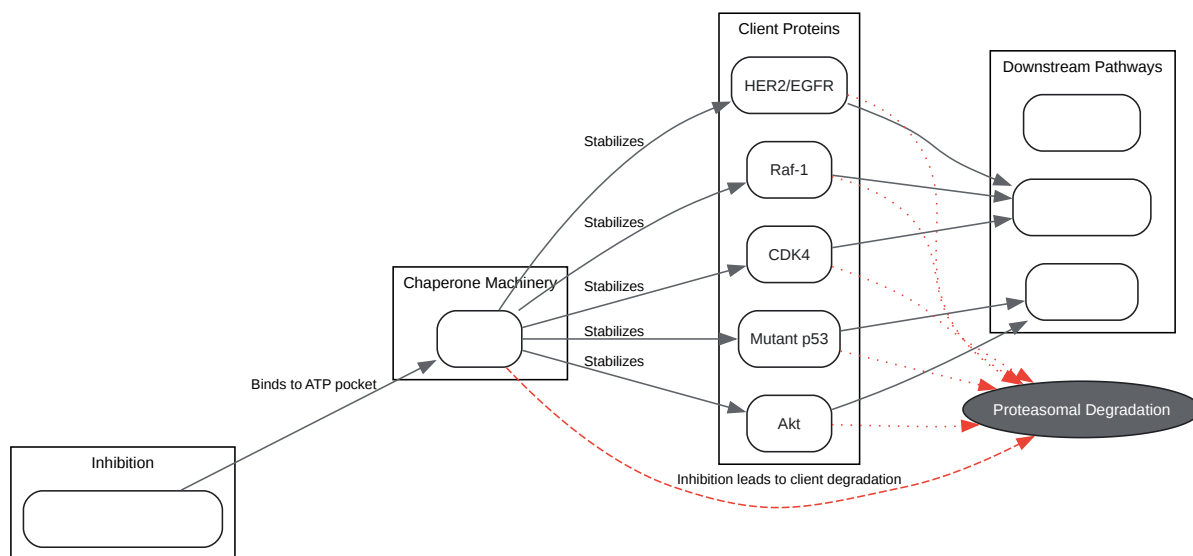 Client Proteins
HER2/EGFR
Downstream Pathways
Stabilizes
Raf-1
Stabilizes
CDK4
Chaperone Machinery
Stabilizes
Stabilizes
Mutant p53
Stabilizes
Binds to ATP pocket
Proteasomal Degradation
Akt
Inhibition
Inhibition leads to client degradation